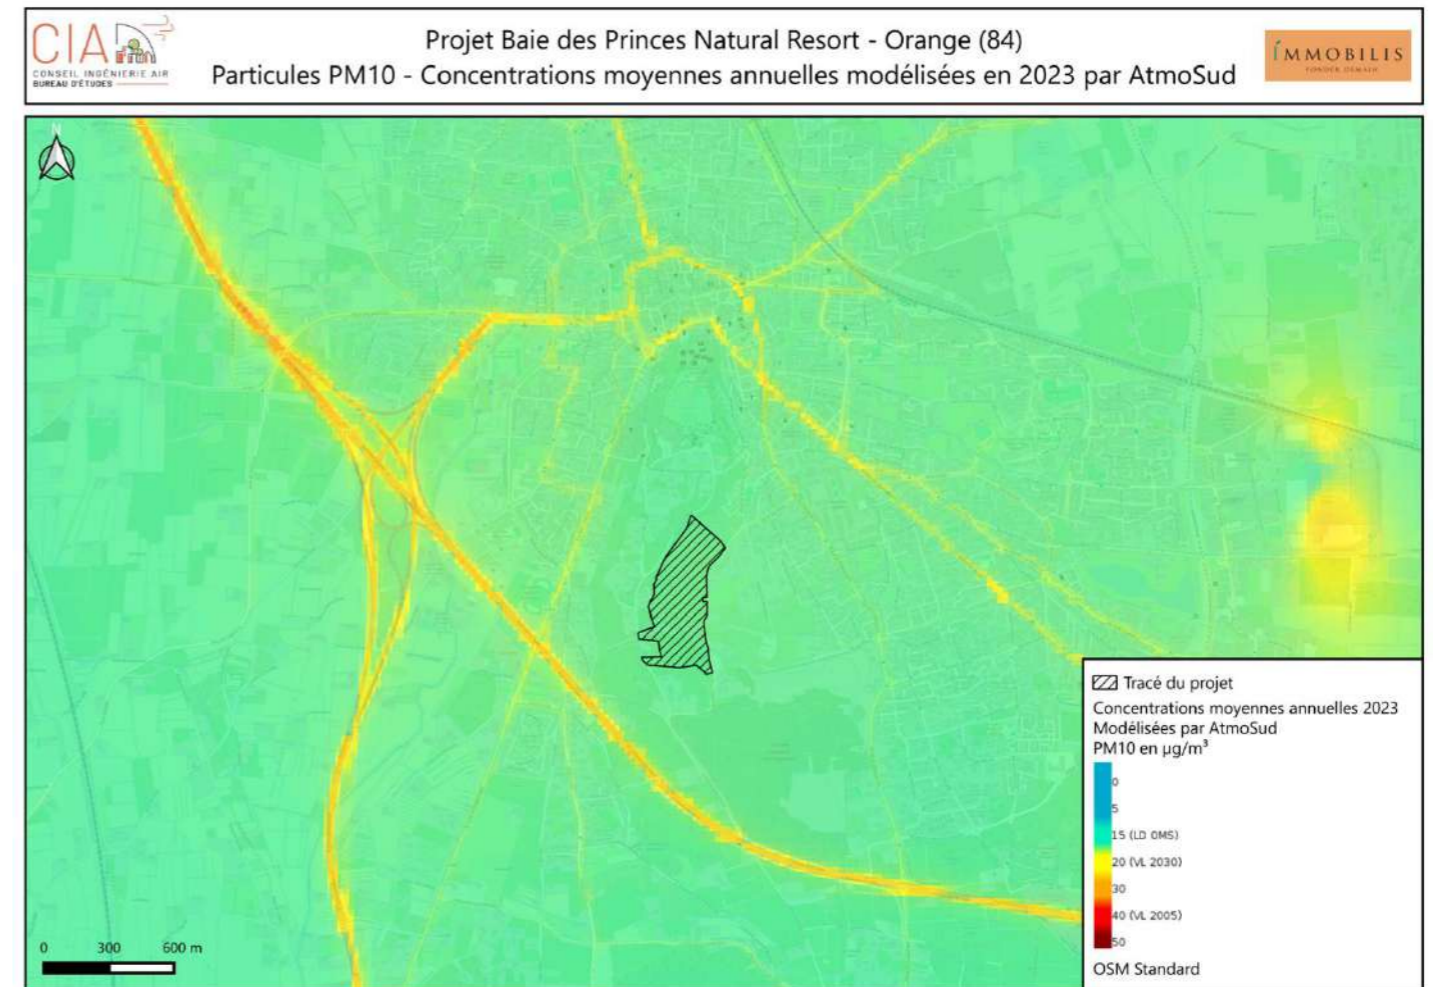 CIA
CONSEIL INGÉNIERIE AIR
BUREAU D'ÉTUDES
Projet Baie des Princes Natural Resort - Orange (84)
Particules PM10 - Concentrations moyennes annuelles modélisées en 2023 par AtmoSud
IMMOBILIS
FONDER DEMAIN
N
Tracé du projet
Concentrations moyennes annuelles 2023
Modélisées par AtmoSud
PM10 en µg/m³
0
5
15 (LD OMS)
20 (VL 2030)
30
40 (VL 2005)
50
OSM Standard
0 300 600 m